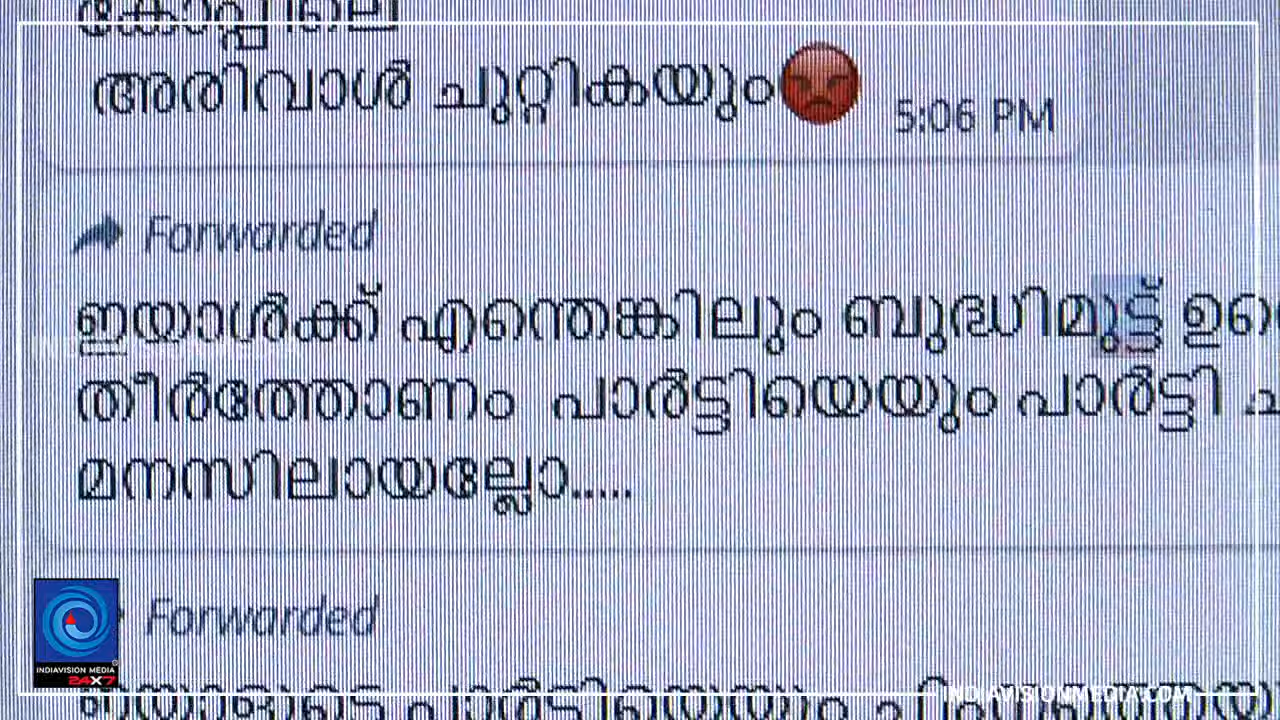 കോപ്പിലെ
അരിവാൾ ചുറ്റികയും😡 5:06 PM
Forwarded
ഇയാൾക്ക് എന്തെങ്കിലും ബുദ്ധിമുട്ട്
തീർത്തോണം പാർട്ടിയെയും പാർട്ടി
മനസിലായല്ലോ.....
Forwarded
പാർട്ടിയെയും
INDIAVISION MEDIA
24X7
INDIAVISIONMEDIA.COM